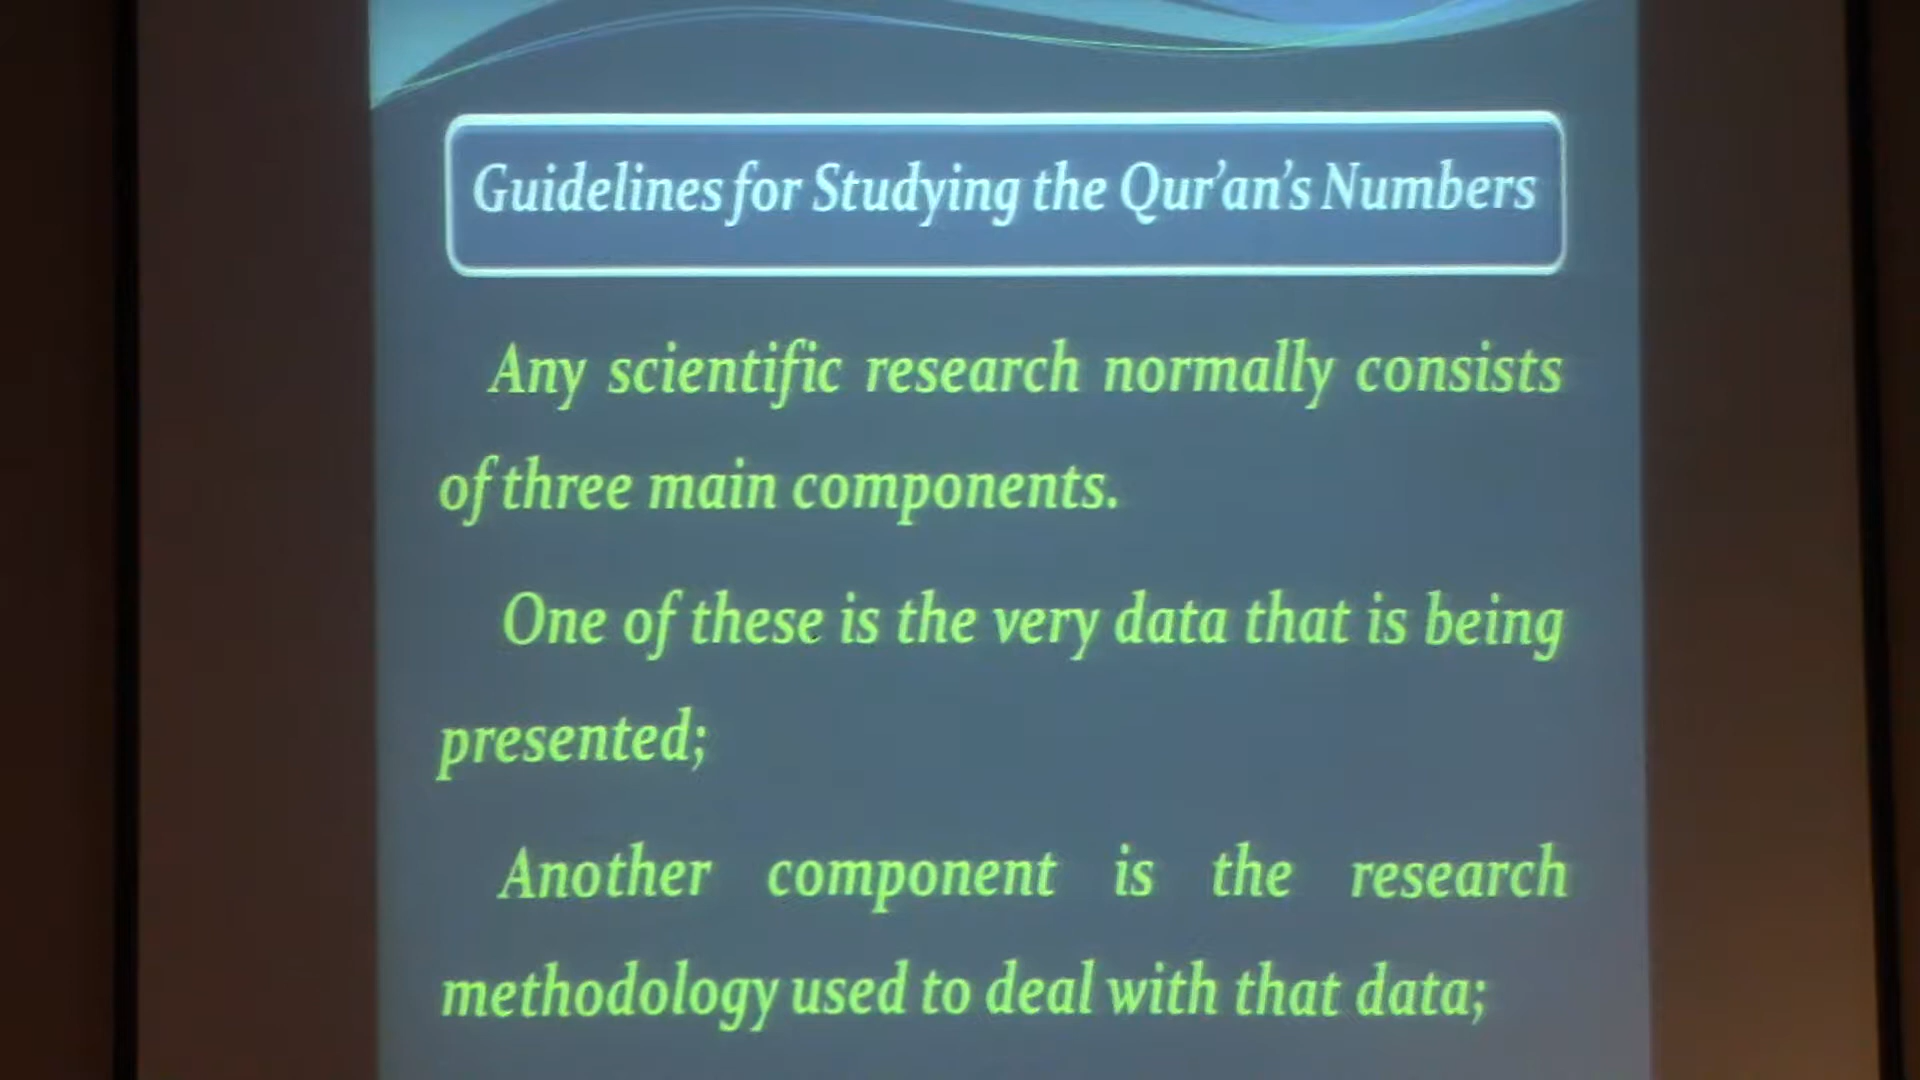 Guidelines for Studying the Qur’an’s Numbers
Any scientific research normally consists
of three main components.
One of these is the very data that is being
presented;
Another component is the research
methodology used to deal with that data;